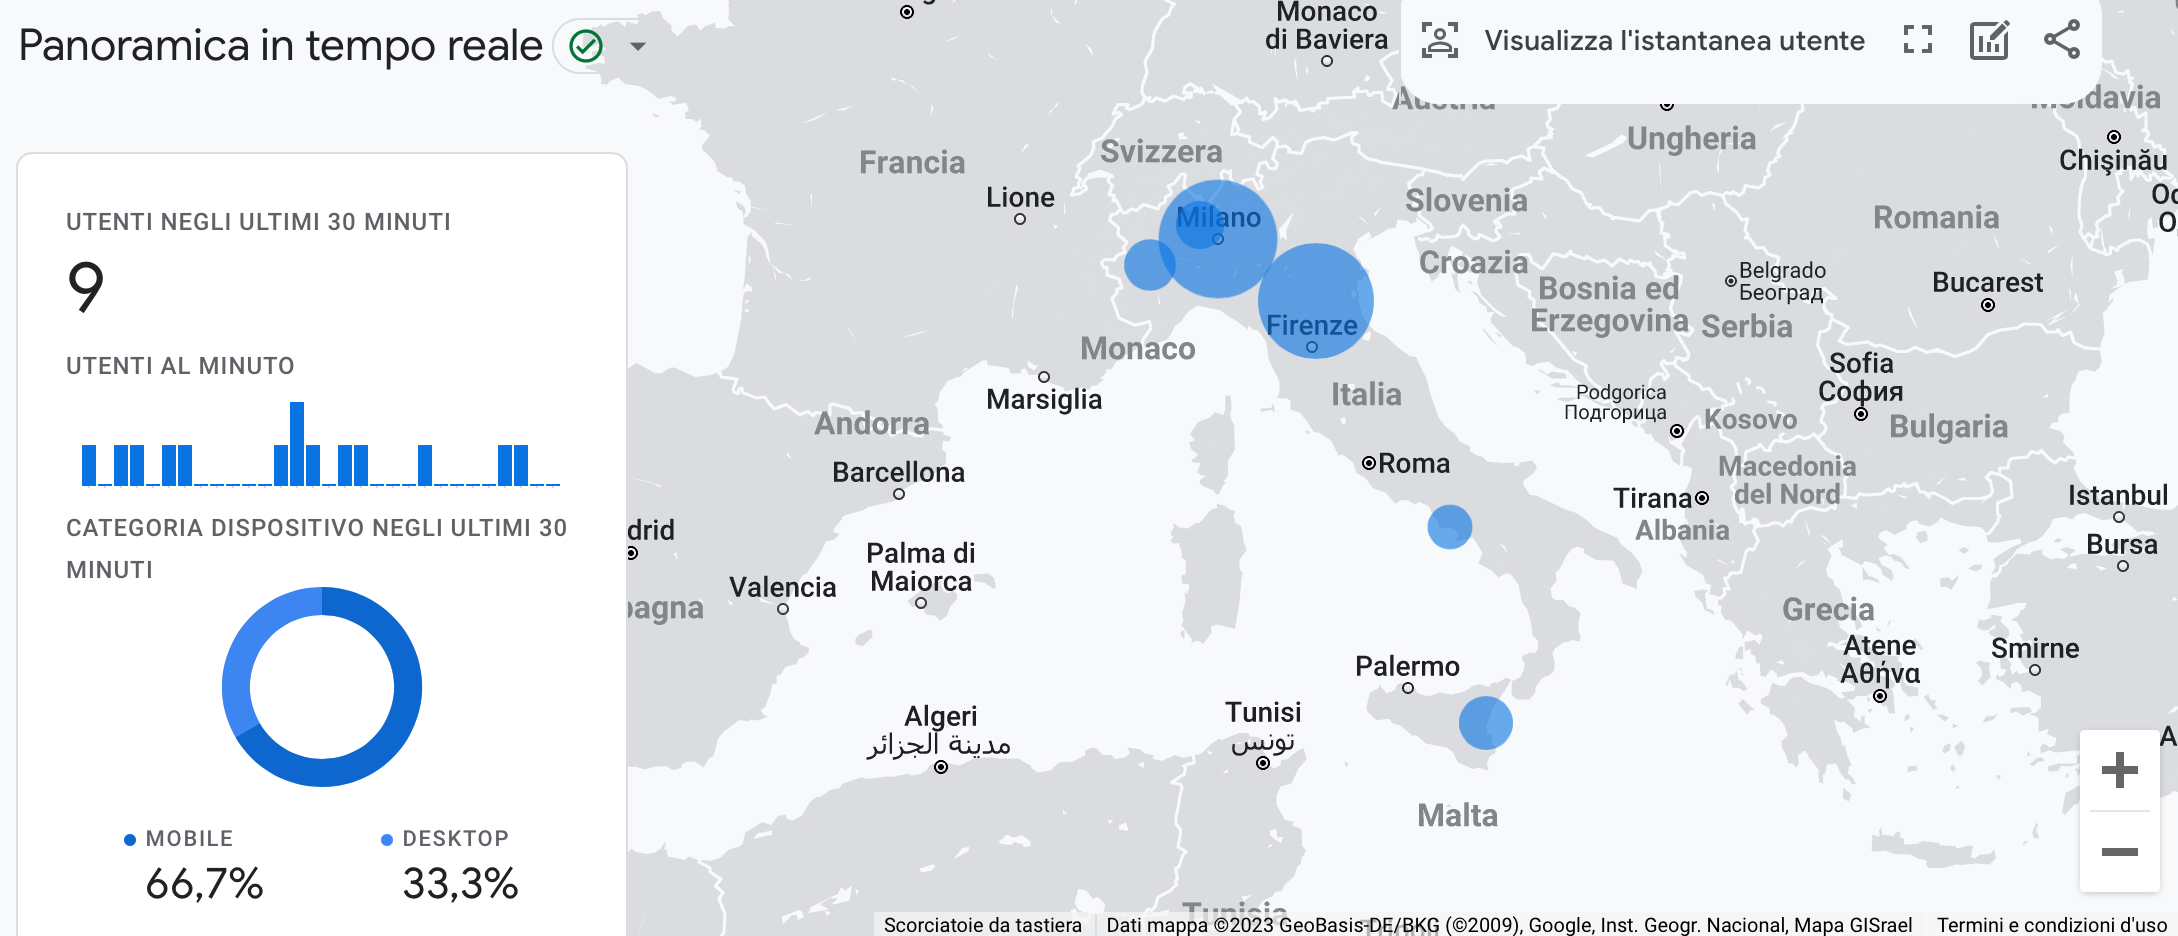 Panoramica in tempo reale
Visualizza l'istantanea utente
UTENTI NEGLI ULTIMI 30 MINUTI
9
UTENTI AL MINUTO
CATEGORIA DISPOSITIVO NEGLI ULTIMI 30
MINUTI
MOBILE
66,7%
DESKTOP
33,3%
Monaco
di Baviera
Austria
Moldavia
Ungheria
Chișinău
Francia
Svizzera
Lione
Milano
Slovenia
Romania
Croazia
Belgrado
Београд
Bosnia ed
Erzegovina
Serbia
Bucarest
Firenze
Monaco
Sofia
София
Marsiglia
Italia
Podgorica
Подгорица
Kosovo
Bulgaria
Andorra
Barcellona
Roma
Macedonia
del Nord
Tirana
Albania
Istanbul
Bursa
drid
Palma di
Maiorca
Valencia
pagna
Grecia
Atene
Αθήνα
Smirne
Palermo
Algeri
مدينة الجزائر
Tunisi
تونس
Malta
Tunisia
Scorciatoie da tastiera
Dati mappa ©2023 GeoBasis-DE/BKG (©2009), Google, Inst. Geogr. Nacional, Mapa GISrael
Termini e condizioni d'uso